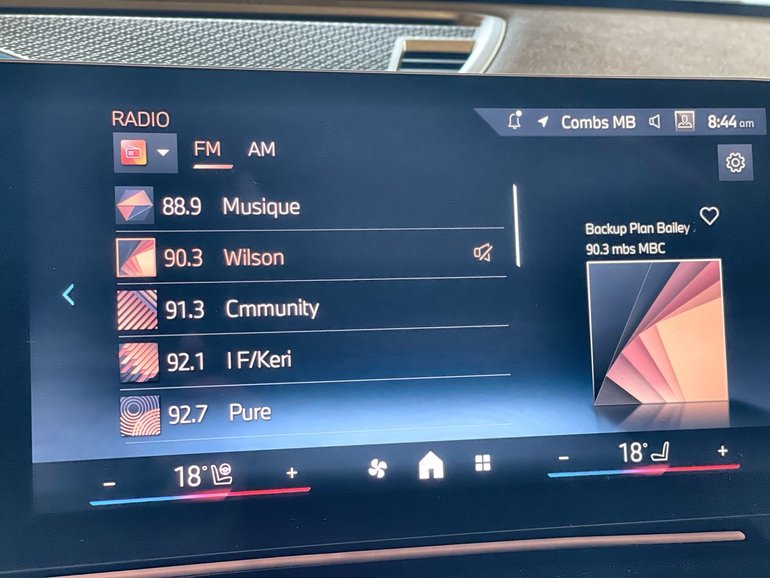 RADIO
Combs MB
8:44 am
FM
AM
88.9 Musique
90.3 Wilson
91.3 Cmmunity
92.1 I F/Keri
92.7 Pure
Backup Plan Bailey
90.3 mbs MBC
- 18° +
- 18° +